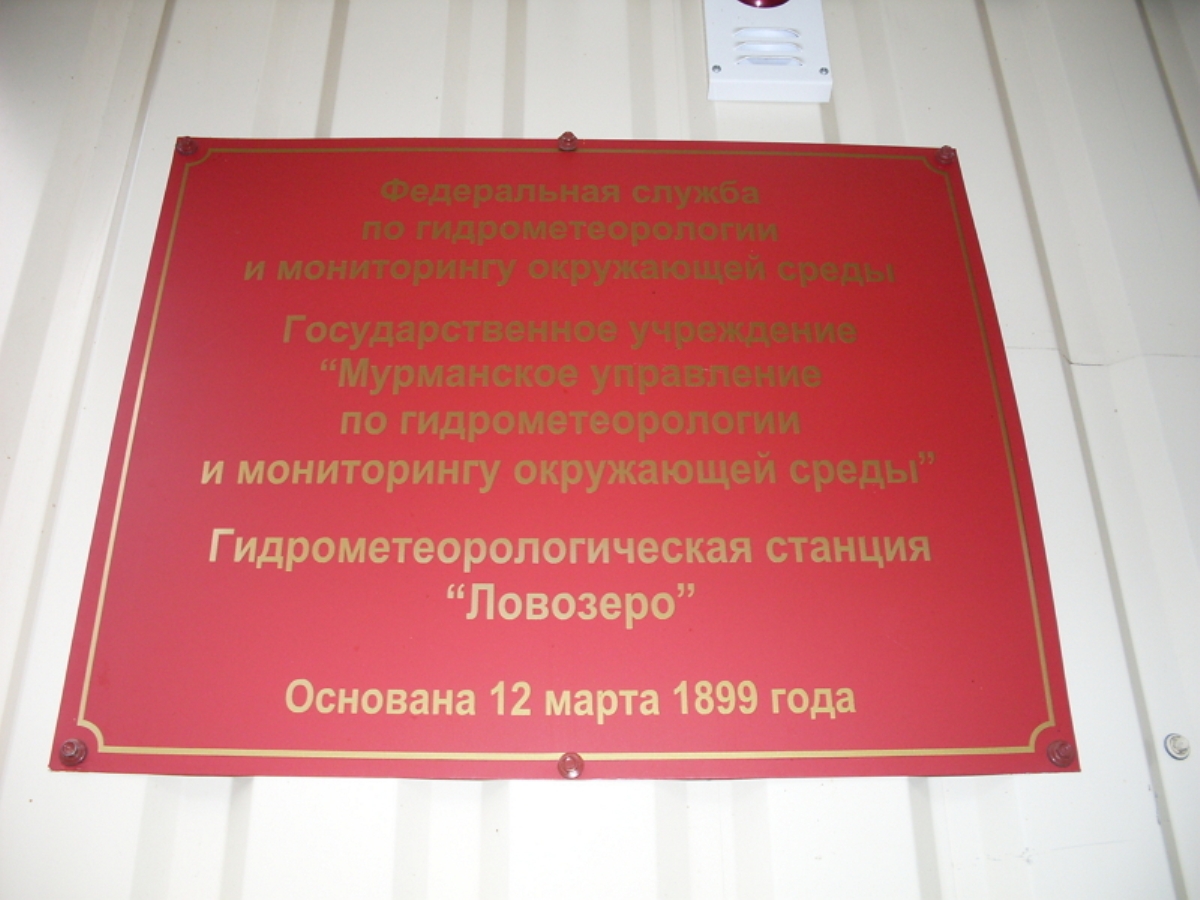 Федеральная служба
по гидрометеорологии
и мониторингу окружающей среды
Государственное учреждение
“Мурманское управление
по гидрометеорологии
и мониторингу окружающей среды”
Гидрометеорологическая станция
“Ловозеро”
Основана 12 марта 1899 года